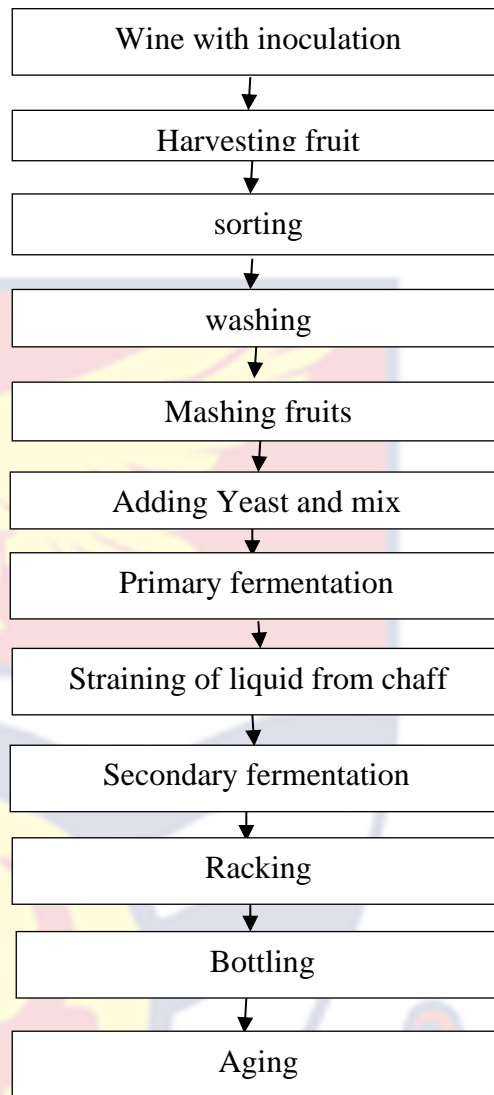 Wine with inoculation
Harvesting fruit
sorting
washing
Mashing fruits
Adding Yeast and mix
Primary fermentation
Straining of liquid from chaff
Secondary fermentation
Racking
Bottling
Aging